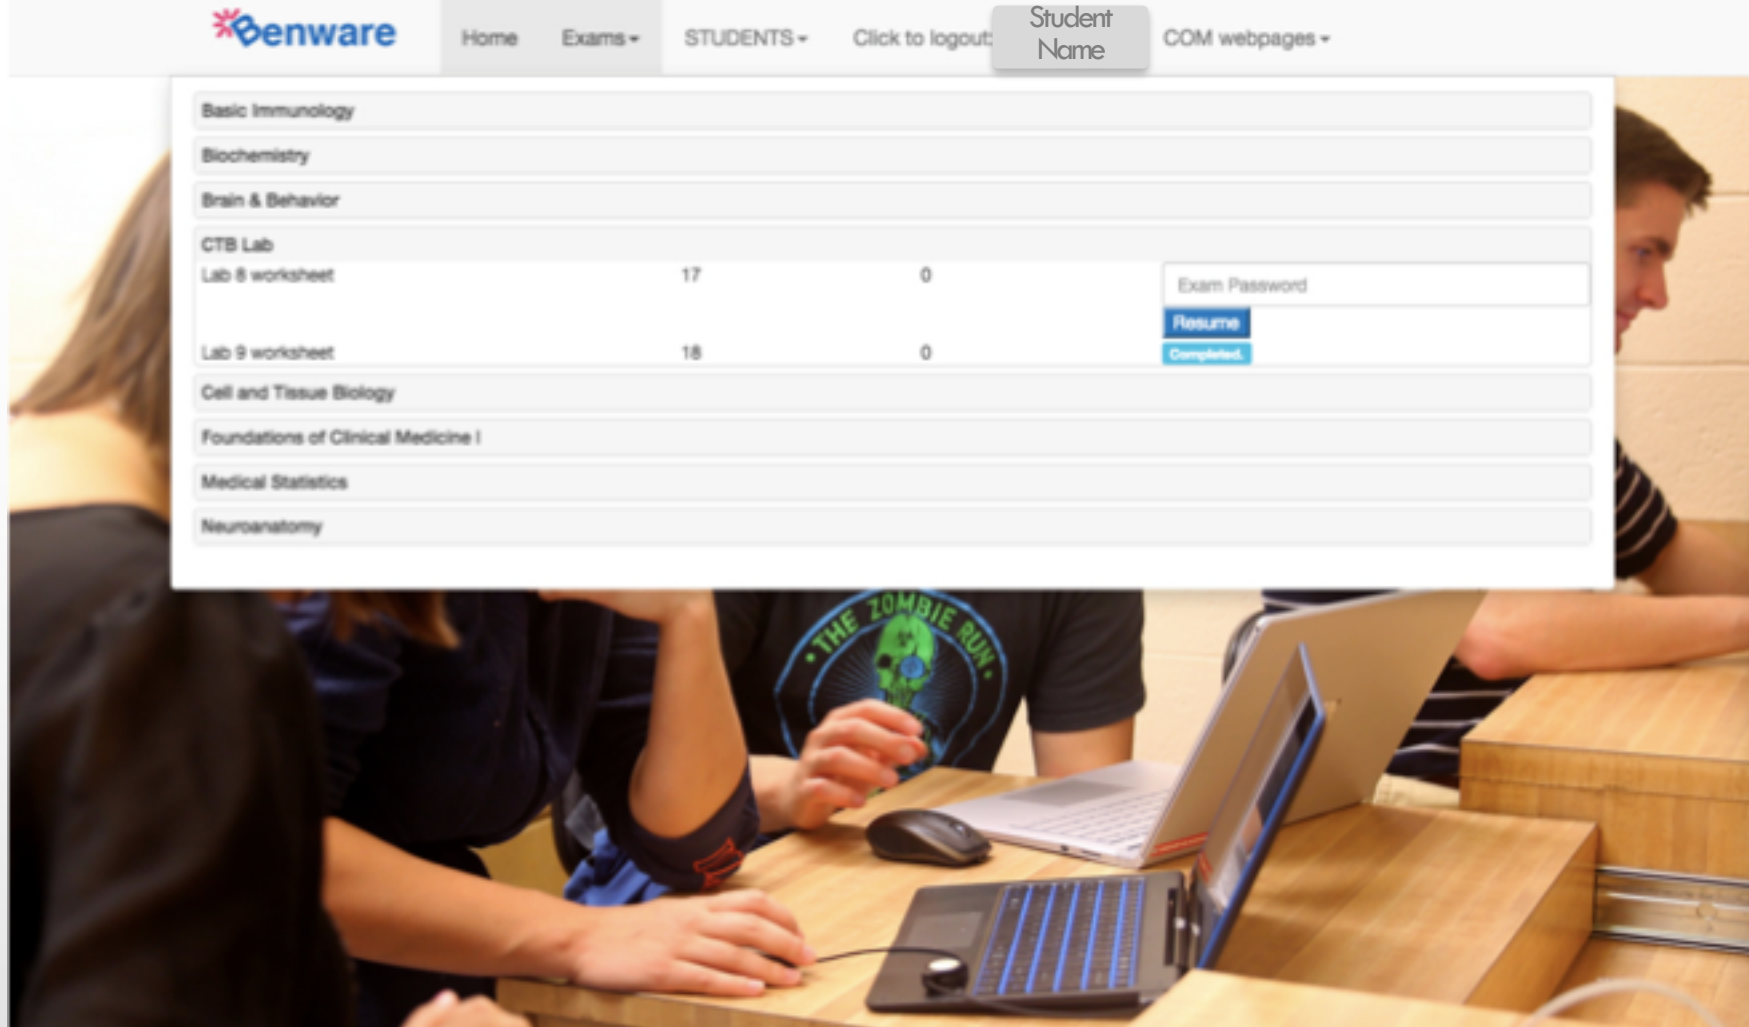 Benware
Home Exams STUDENTS Click to logout: Student Name COM webpages
Basic Immunology
Biochemistry
Brain & Behavior
CTB Lab
Lab 8 worksheet 17 0 Exam Password
Resume
Lab 9 worksheet 18 0 Completed.
Cell and Tissue Biology
Foundations of Clinical Medicine I
Medical Statistics
Neuroanatomy
• THE ZOMBIE RUN •